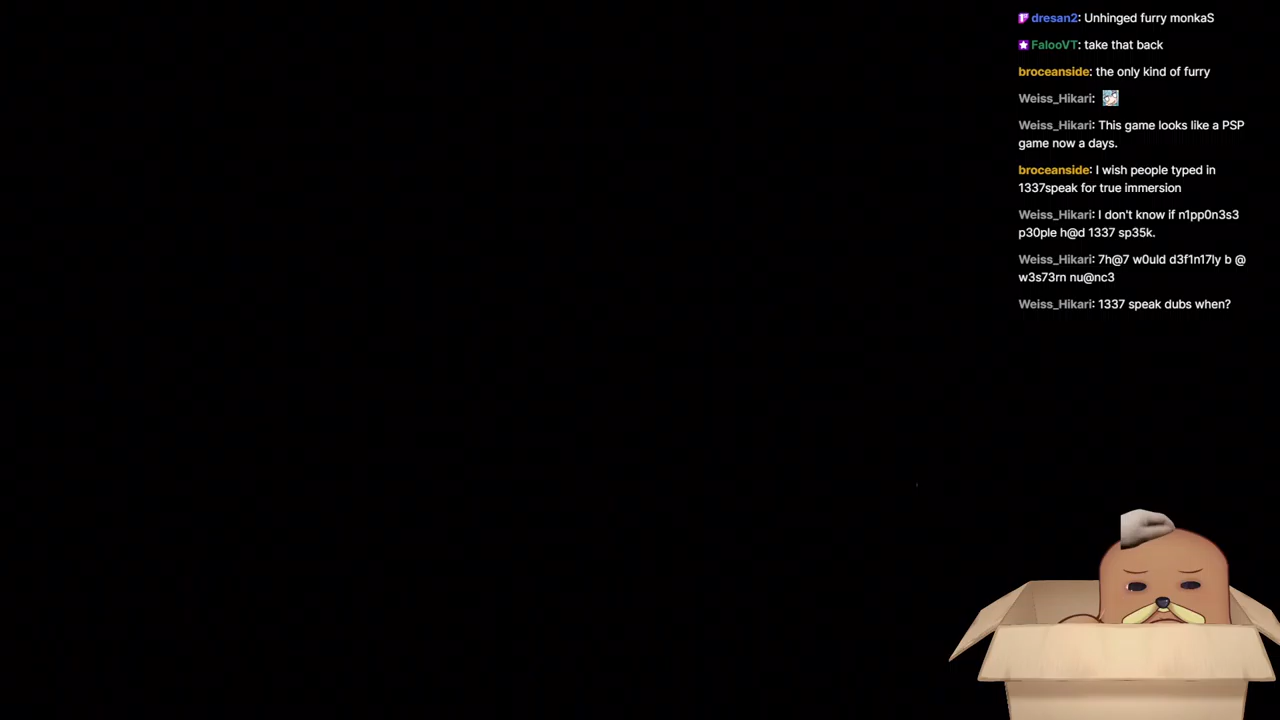 dresan2: Unhinged furry monkaS
FalooVT: take that back
broceanside: the only kind of furry
Weiss_Hikari:
Weiss_Hikari: This game looks like a PSP
game now a days.
broceanside: I wish people typed in
1337speak for true immersion
Weiss_Hikari: I don't know if n1pp0n3s3
p30ple h@d 1337 sp35k.
Weiss_Hikari: 7h@7 w0uld d3f1n17ly b @
w3s73rn nu@nc3
Weiss_Hikari: 1337 speak dubs when?